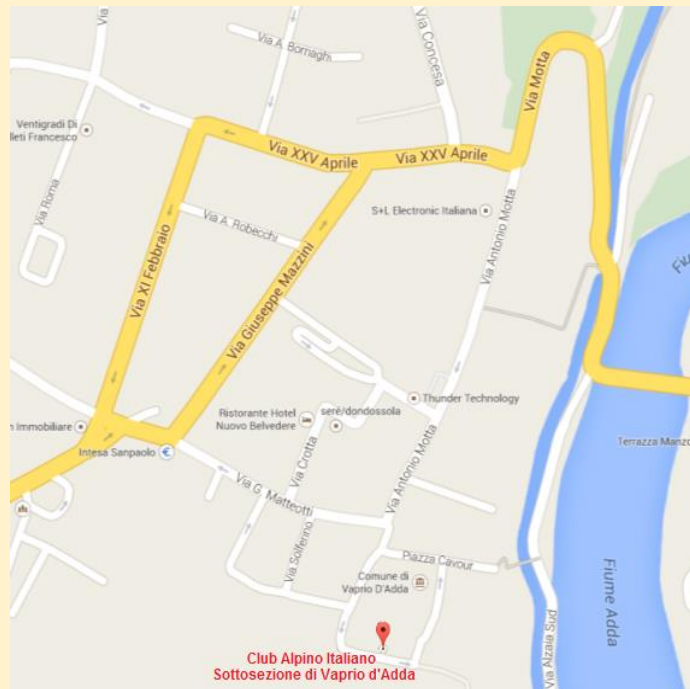 Via
Via A. Bornaghi
Via Concesa
Via Motta
Ventigradi Di
lleti Francesco
Via XXV Aprile
Via XXV Aprile
Via Roma
Via A. Robecchi
S+L Electronic Italiana
Via Antonio Motta
Via XI Febbraio
Via Giuseppe Mazzini
Thunder Technology
Ristorante Hotel
Nuovo Belvedere
serè/dondossola
n Immobiliare
Intesa Sanpaolo
Terrazza Manzo
Via Crotta
Via Antonio Motta
Via G. Matteotti
Via Solferino
Piazza Cavour
Comune di
Vaprio D'Adda
Fiume Adda
Via Alzaia Sud
Club Alpino Italiano
Sottosezione di Vaprio d'Adda